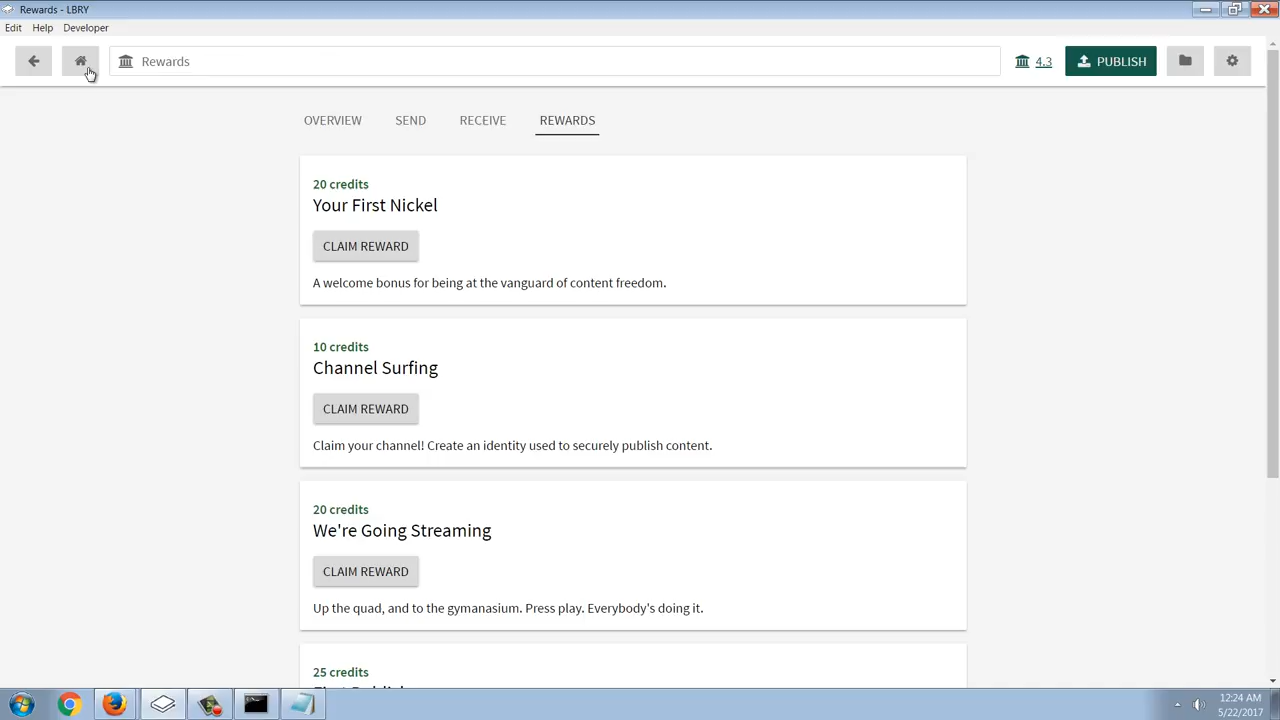 Rewards - LBRY
Edit Help Developer
Rewards
4.3
PUBLISH
OVERVIEW SEND RECEIVE REWARDS
20 credits
Your First Nickel
CLAIM REWARD
A welcome bonus for being at the vanguard of content freedom.
10 credits
Channel Surfing
CLAIM REWARD
Claim your channel! Create an identity used to securely publish content.
20 credits
We're Going Streaming
CLAIM REWARD
Up the quad, and to the gymanasium. Press play. Everybody's doing it.
25 credits
12:24 AM
5/22/2017